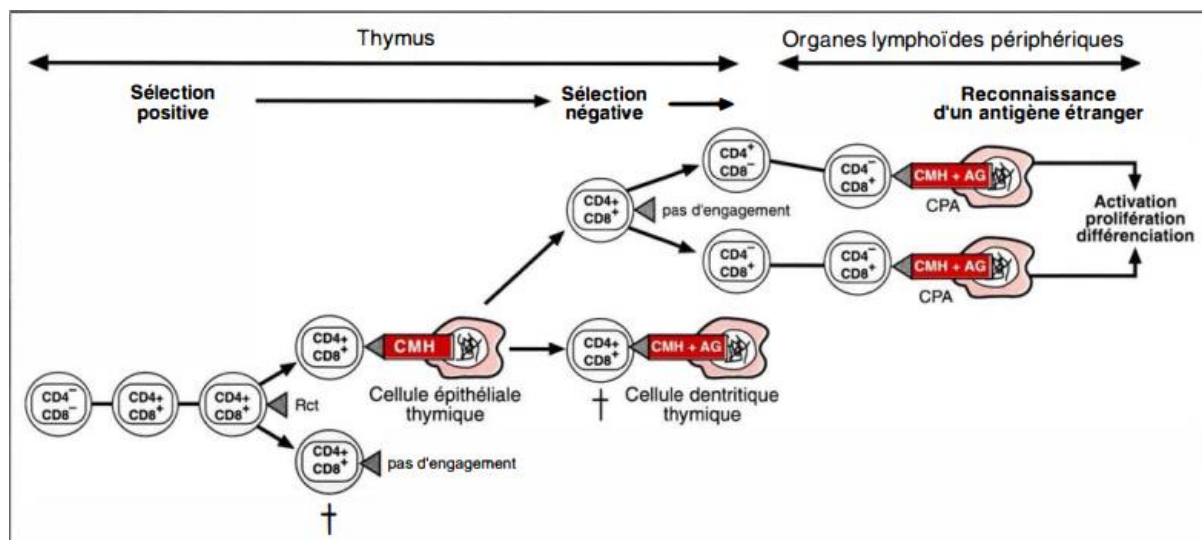 Thymus
Organes lymphoïdes périphériques
Sélection
positive
Sélection
négative
Reconnaissance
d'un antigène étranger
CD4+
CD8-
CD4-
CD8+
CMH + AG
CPA
CD4+
CD8+
pas d'engagement
Activation
prolifération
différenciation
CD4-
CD8+
CD4-
CD8+
CMH + AG
CPA
CD4+
CD8+
CMH
Cellule épithéliale
thymique
CD4+
CD8+
CMH + AG
Cellule dentritique
thymique
†
CD4-
CD8-
CD4+
CD8+
CD4+
CD8+
Rct
CD4+
CD8+
pas d'engagement
†